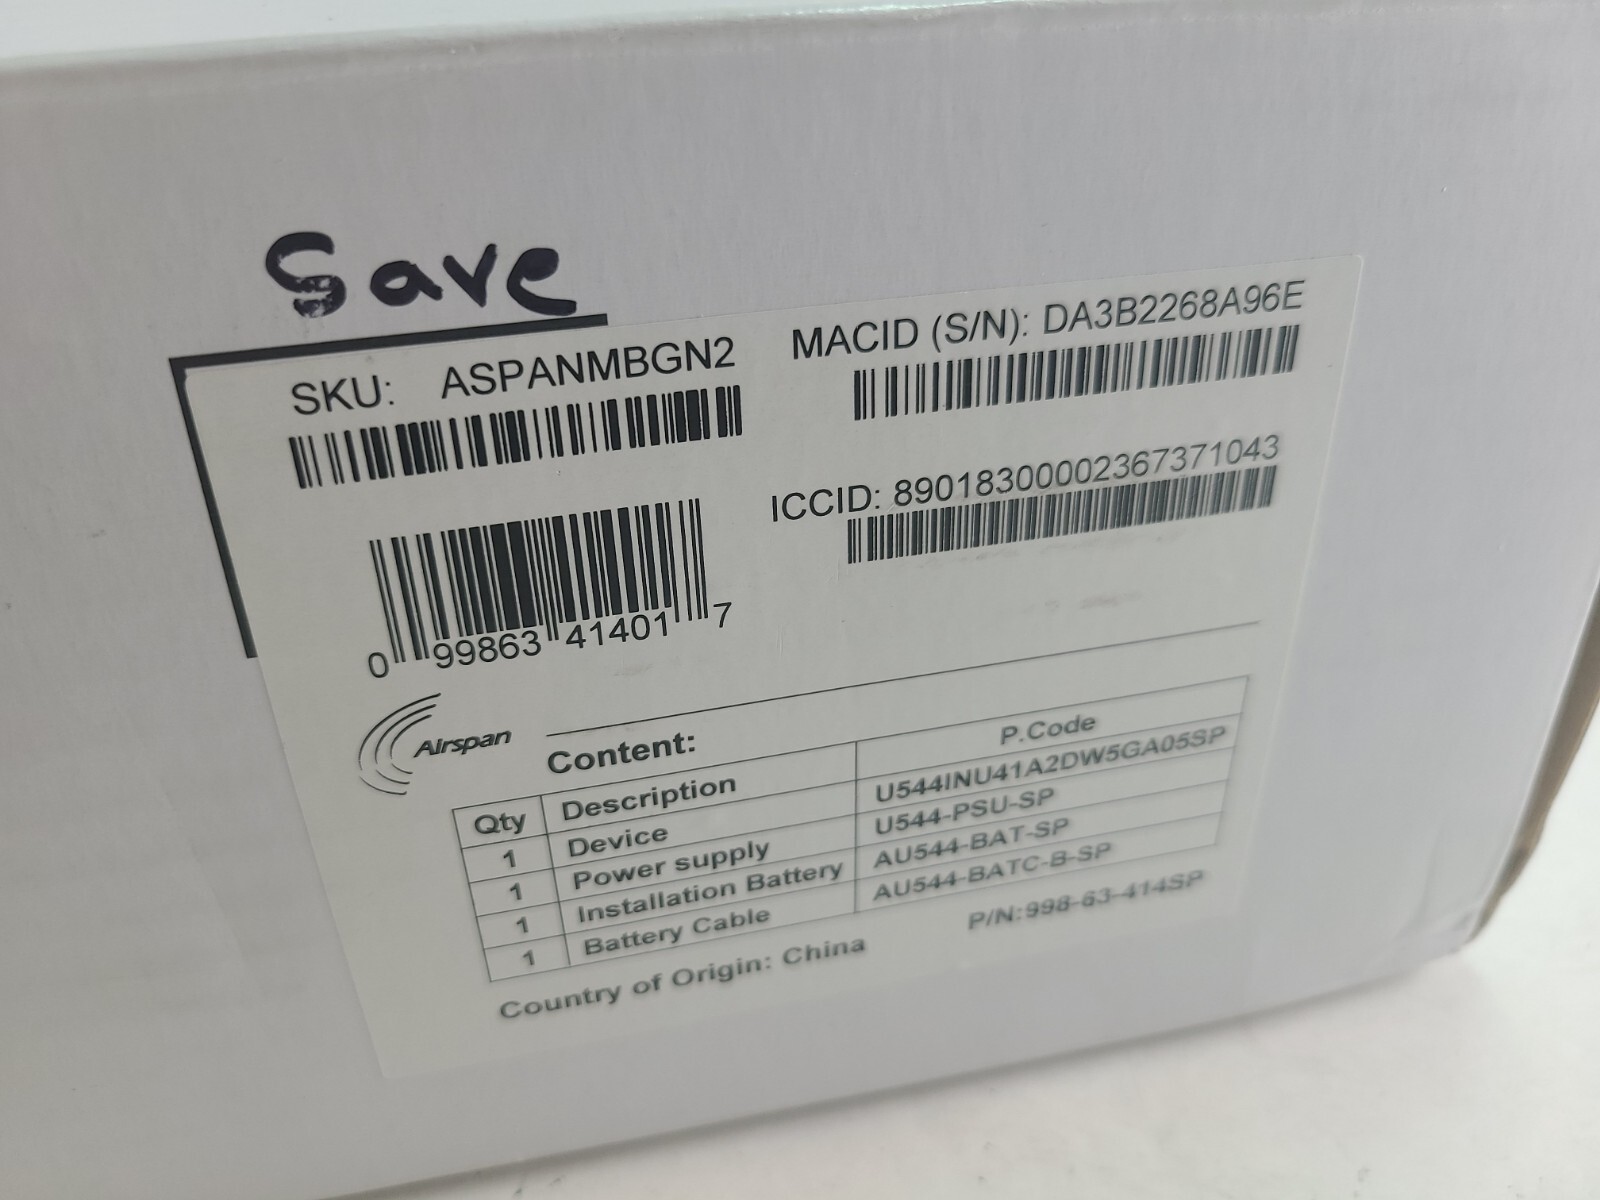 Save
SKU: ASPANMBGN2
MACID (S/N): DA3B2268A96E
ICCID: 89018300002367371043
0 99863 41401 7
Airspan
Content:
Qty Description P.Code
1 Device U544INU41A2DW5GA05SP
1 Power supply U544-PSU-SP
1 Installation Battery AU544-BAT-SP
1 Battery Cable AU544-BATC-B-SP
Country of Origin: China P/N:998-63-414SP